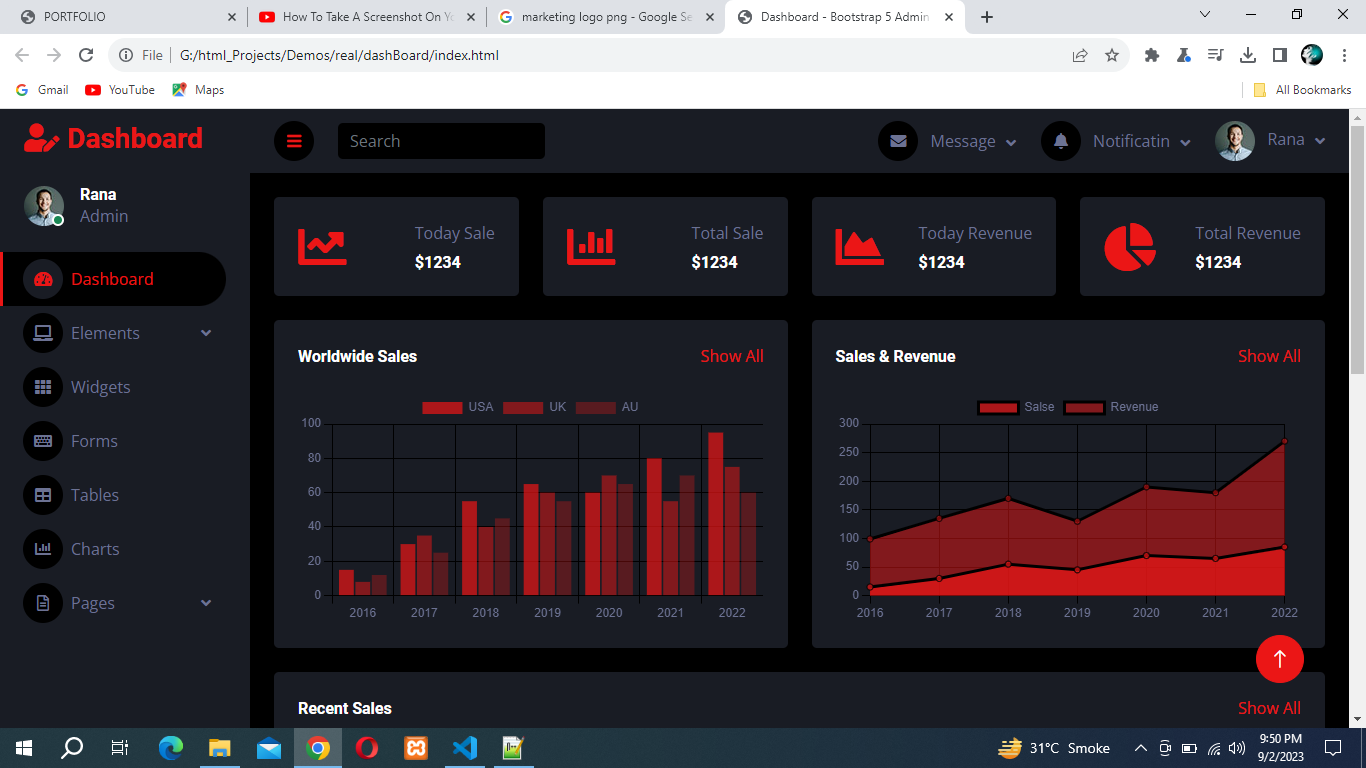 PORTFOLIO
How To Take A Screenshot On Yo
marketing logo png - Google Se
Dashboard - Bootstrap 5 Admin
File G:/html_Projects/Demos/real/dashBoard/index.html
Gmail YouTube Maps All Bookmarks
Dashboard
Search
Message
Notificatin
Rana
Rana
Admin
Dashboard
Elements
Widgets
Forms
Tables
Charts
Pages
Today Sale
$1234
Total Sale
$1234
Today Revenue
$1234
Total Revenue
$1234
Worldwide Sales Show All
USA UK AU
100
80
60
40
20
0
2016 2017 2018 2019 2020 2021 2022
Sales & Revenue Show All
Salse Revenue
300
250
200
150
100
50
0
2016 2017 2018 2019 2020 2021 2022
Recent Sales Show All
31°C Smoke
9:50 PM
9/2/2023